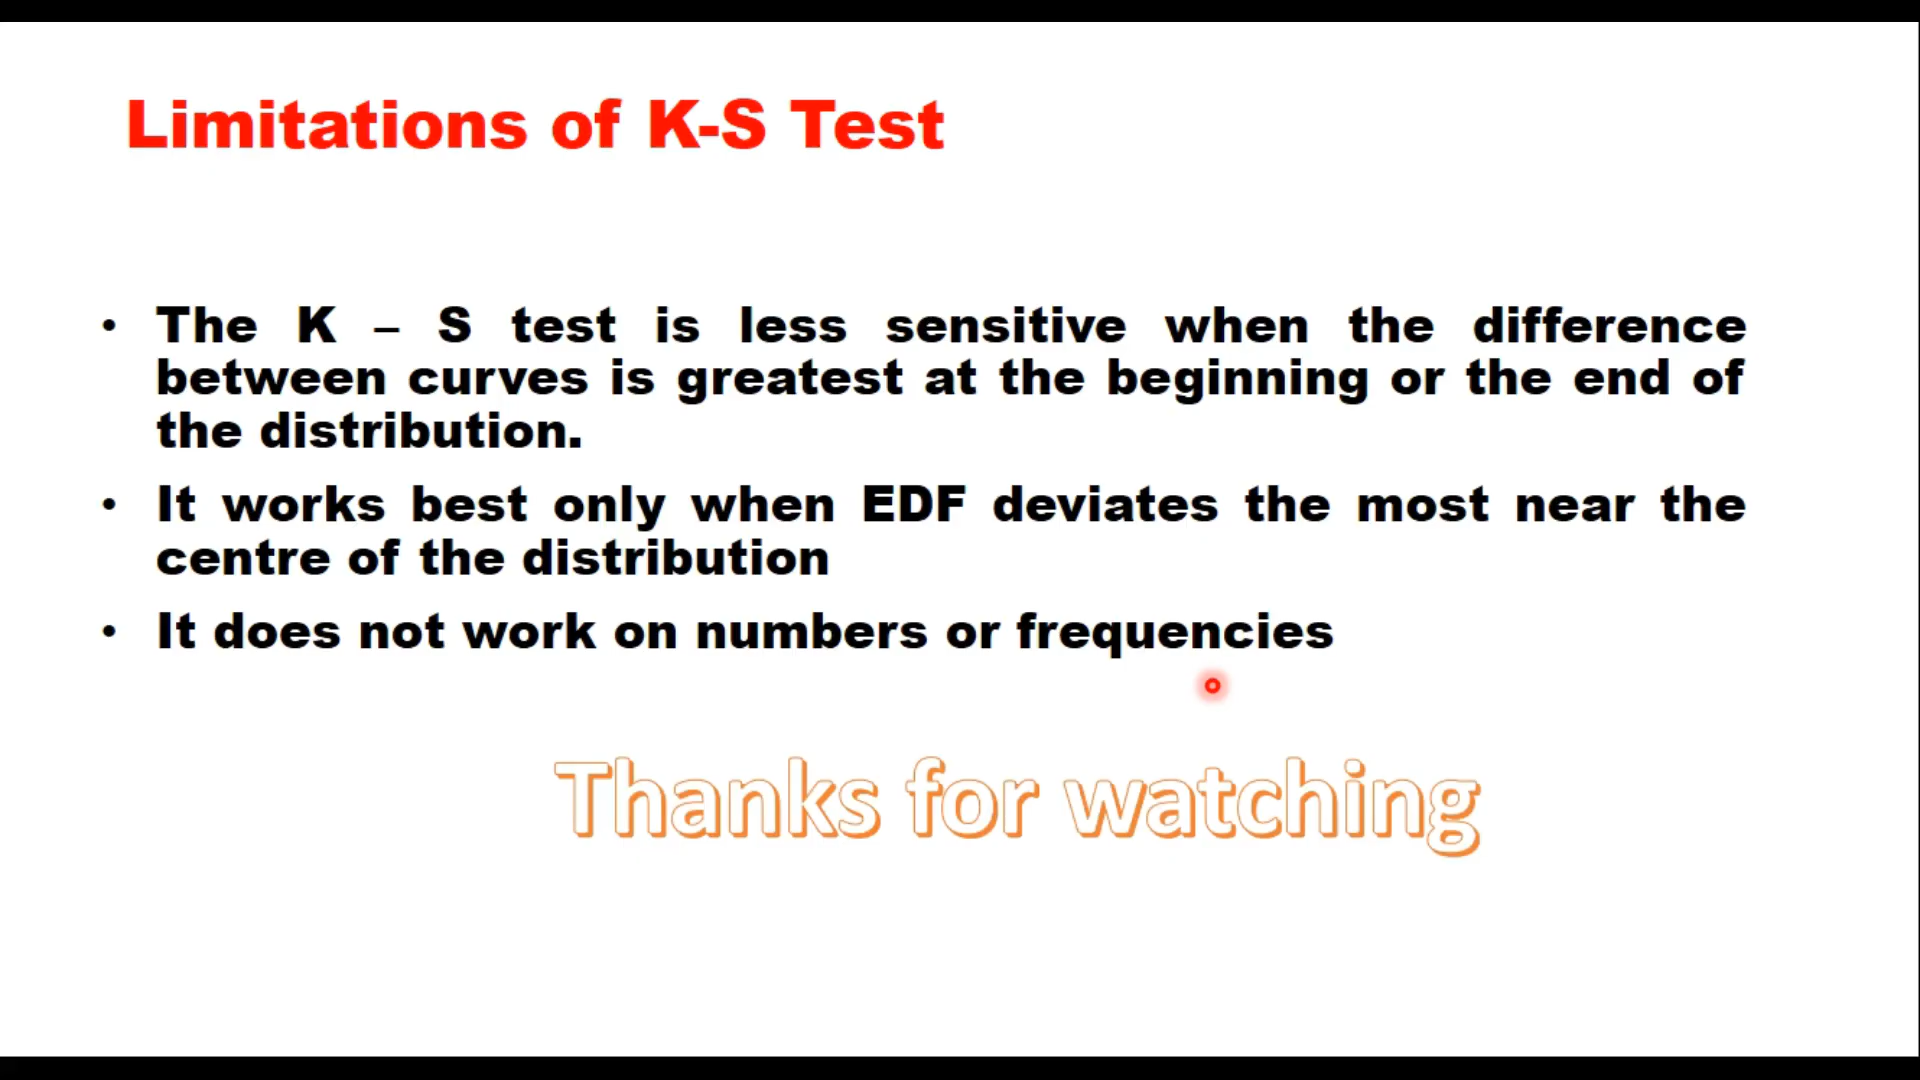 Limitations of K-S Test
• The K – S test is less sensitive when the difference
between curves is greatest at the beginning or the end of
the distribution.
• It works best only when EDF deviates the most near the
centre of the distribution
• It does not work on numbers or frequencies
Thanks for watching